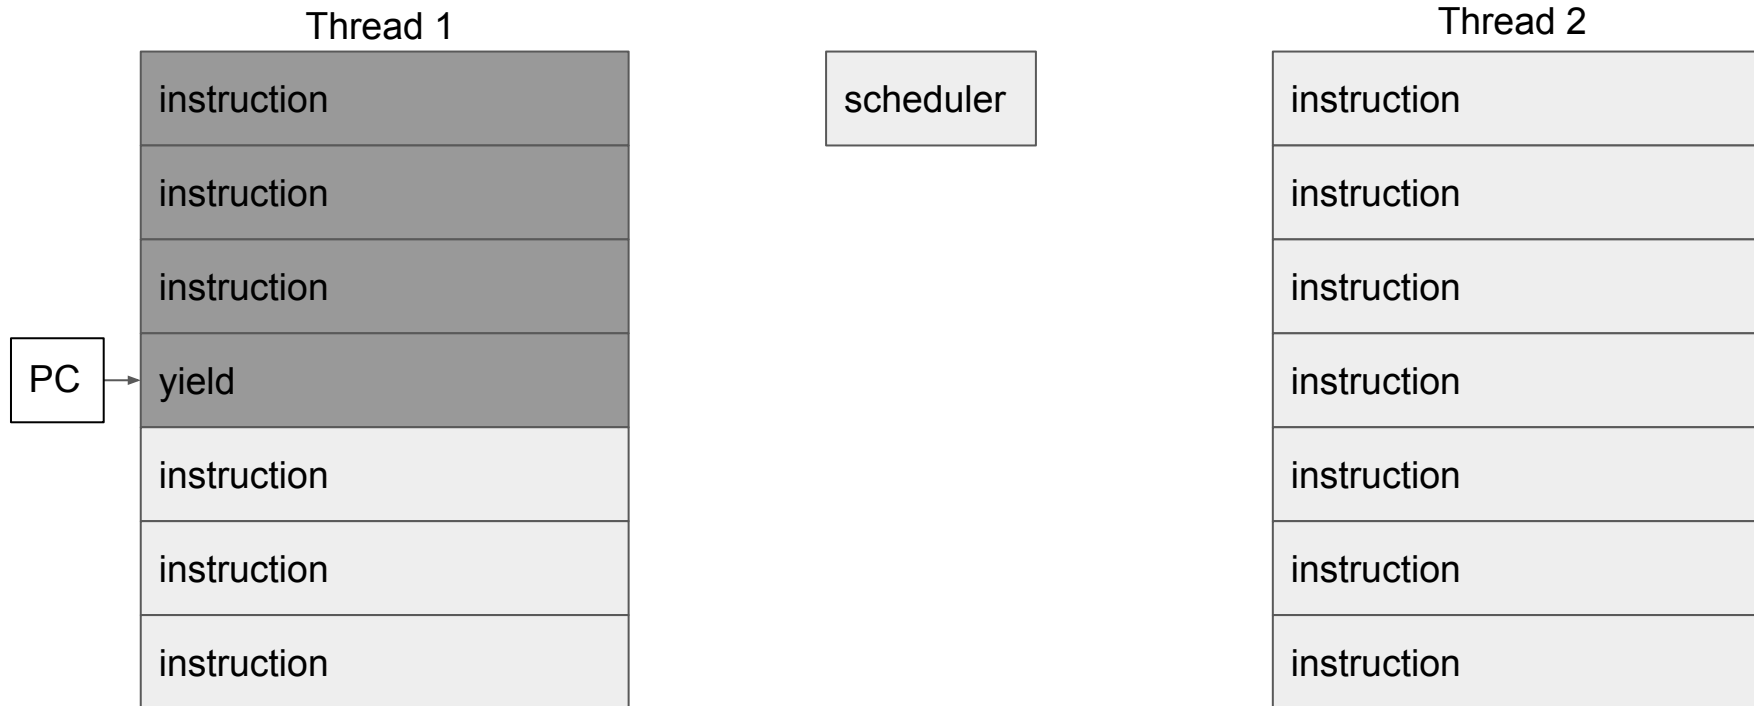 Thread 1
instruction
instruction
instruction
yield
instruction
instruction
instruction
PC
scheduler
Thread 2
instruction
instruction
instruction
instruction
instruction
instruction
instruction